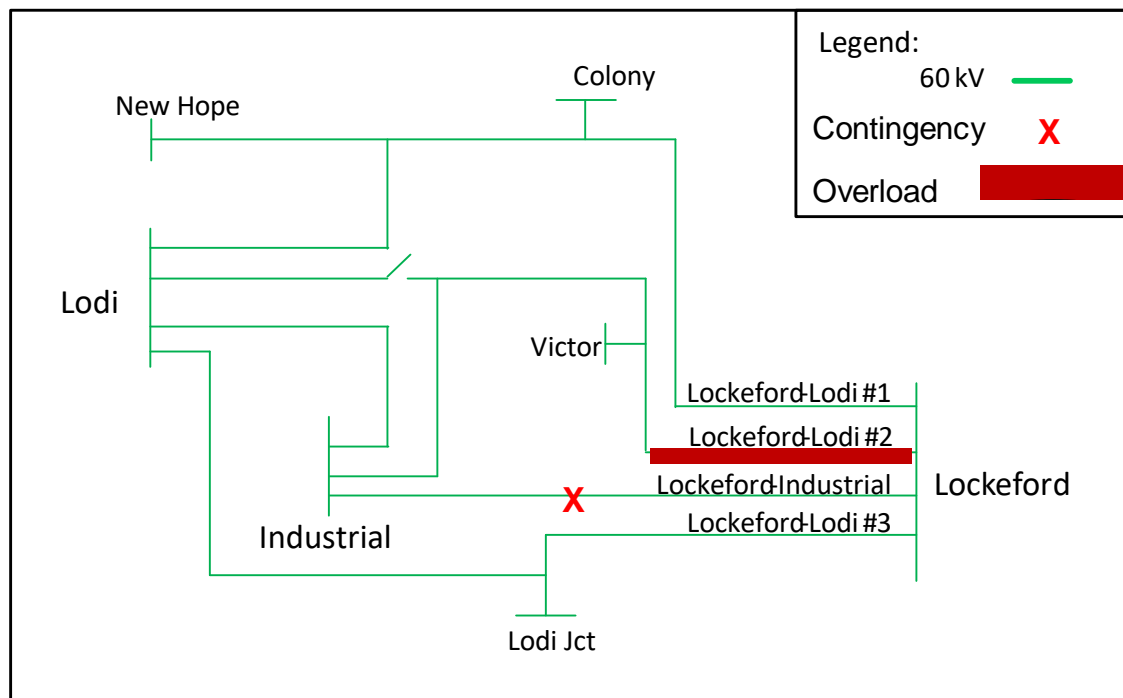 Legend:
60 kV
Contingency X
Overload
Colony
New Hope
Lodi
Victor
Lockeford-Lodi #1
Lockeford-Lodi #2
Lockeford-Industrial
Lockeford
X
Lockeford-Lodi #3
Industrial
Lodi Jct